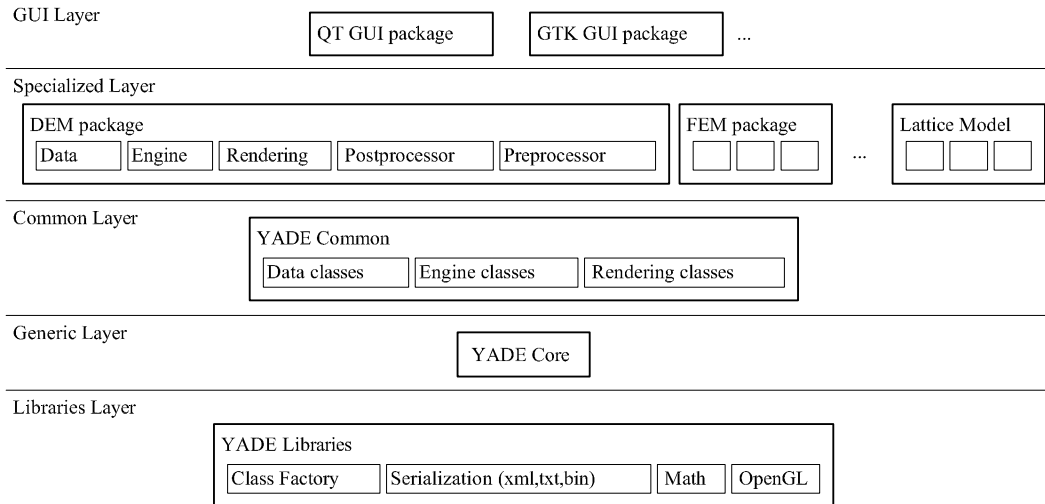 GUI Layer
QT GUI package
GTK GUI package
...
Specialized Layer
DEM package
Data
Engine
Rendering
Postprocessor
Preprocessor
FEM package
...
Lattice Model
Common Layer
YADE Common
Data classes
Engine classes
Rendering classes
Generic Layer
YADE Core
Libraries Layer
YADE Libraries
Class Factory
Serialization (xml,txt,bin)
Math
OpenGL